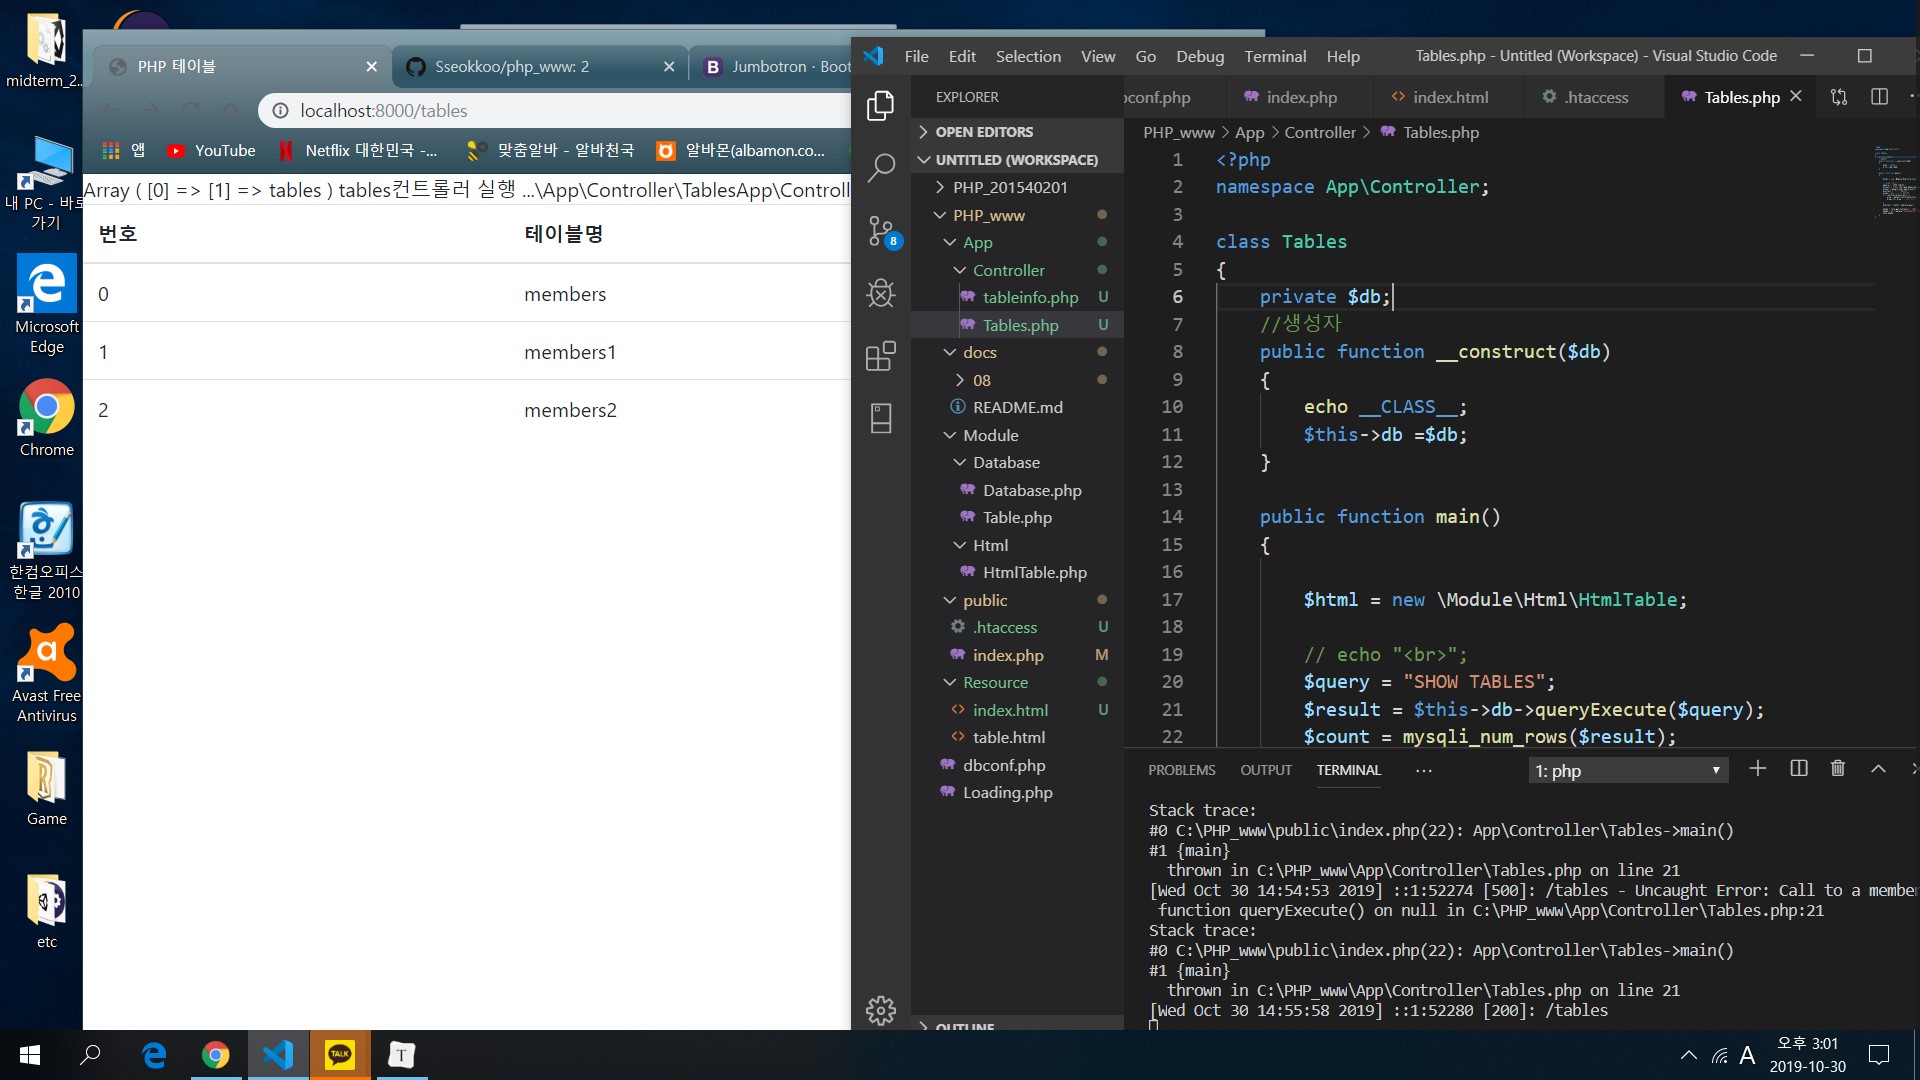 midterm_2...
내 PC - 바로
가기
Microsoft
Edge
Chrome
한컴오피스
한글 2010
Avast Free
Antivirus
Game
etc
PHP 테이블
Sseokkoo/php_www: 2
Jumbotron · Boot
localhost:8000/tables
앱
YouTube
Netflix 대한민국 -...
맞춤알바 - 알바천국
알바몬(albamon.co...
Array ( [0] => [1] => tables ) tables컨트롤러 실행 ...\App\Controller\TablesApp\Controll
번호 테이블명
0 members
1 members1
2 members2
File Edit Selection View Go Debug Terminal Help
Tables.php - Untitled (Workspace) - Visual Studio Code
EXPLORER
OPEN EDITORS
UNTITLED (WORKSPACE)
PHP_201540201
PHP_www
App
Controller
tableinfo.php U
Tables.php U
docs
08
README.md
Module
Database
Database.php
Table.php
Html
HtmlTable.php
public
.htaccess U
index.php M
Resource
index.html U
table.html
dbconf.php
Loading.php
OUTLINE
8
conf.php index.php index.html .htaccess Tables.php
PHP_www > App > Controller > Tables.php
1 <?php
2 namespace App\Controller;
3
4 class Tables
5 {
6 private $db;
7 //생성자
8 public function __construct($db)
9 {
10 echo __CLASS__;
11 $this->db =$db;
12 }
13
14 public function main()
15 {
16
17 $html = new \Module\Html\HtmlTable;
18
19 // echo "<br>";
20 $query = "SHOW TABLES";
21 $result = $this->db->queryExecute($query);
22 $count = mysqli_num_rows($result);
PROBLEMS OUTPUT TERMINAL ... 1: php
Stack trace:
#0 C:\PHP_www\public\index.php(22): App\Controller\Tables->main()
#1 {main}
thrown in C:\PHP_www\App\Controller\Tables.php on line 21
[Wed Oct 30 14:54:53 2019] ::1:52274 [500]: /tables - Uncaught Error: Call to a member
function queryExecute() on null in C:\PHP_www\App\Controller\Tables.php:21
Stack trace:
#0 C:\PHP_www\public\index.php(22): App\Controller\Tables->main()
#1 {main}
thrown in C:\PHP_www\App\Controller\Tables.php on line 21
[Wed Oct 30 14:55:58 2019] ::1:52280 [200]: /tables
TALK
T
A
오후 3:01
2019-10-30